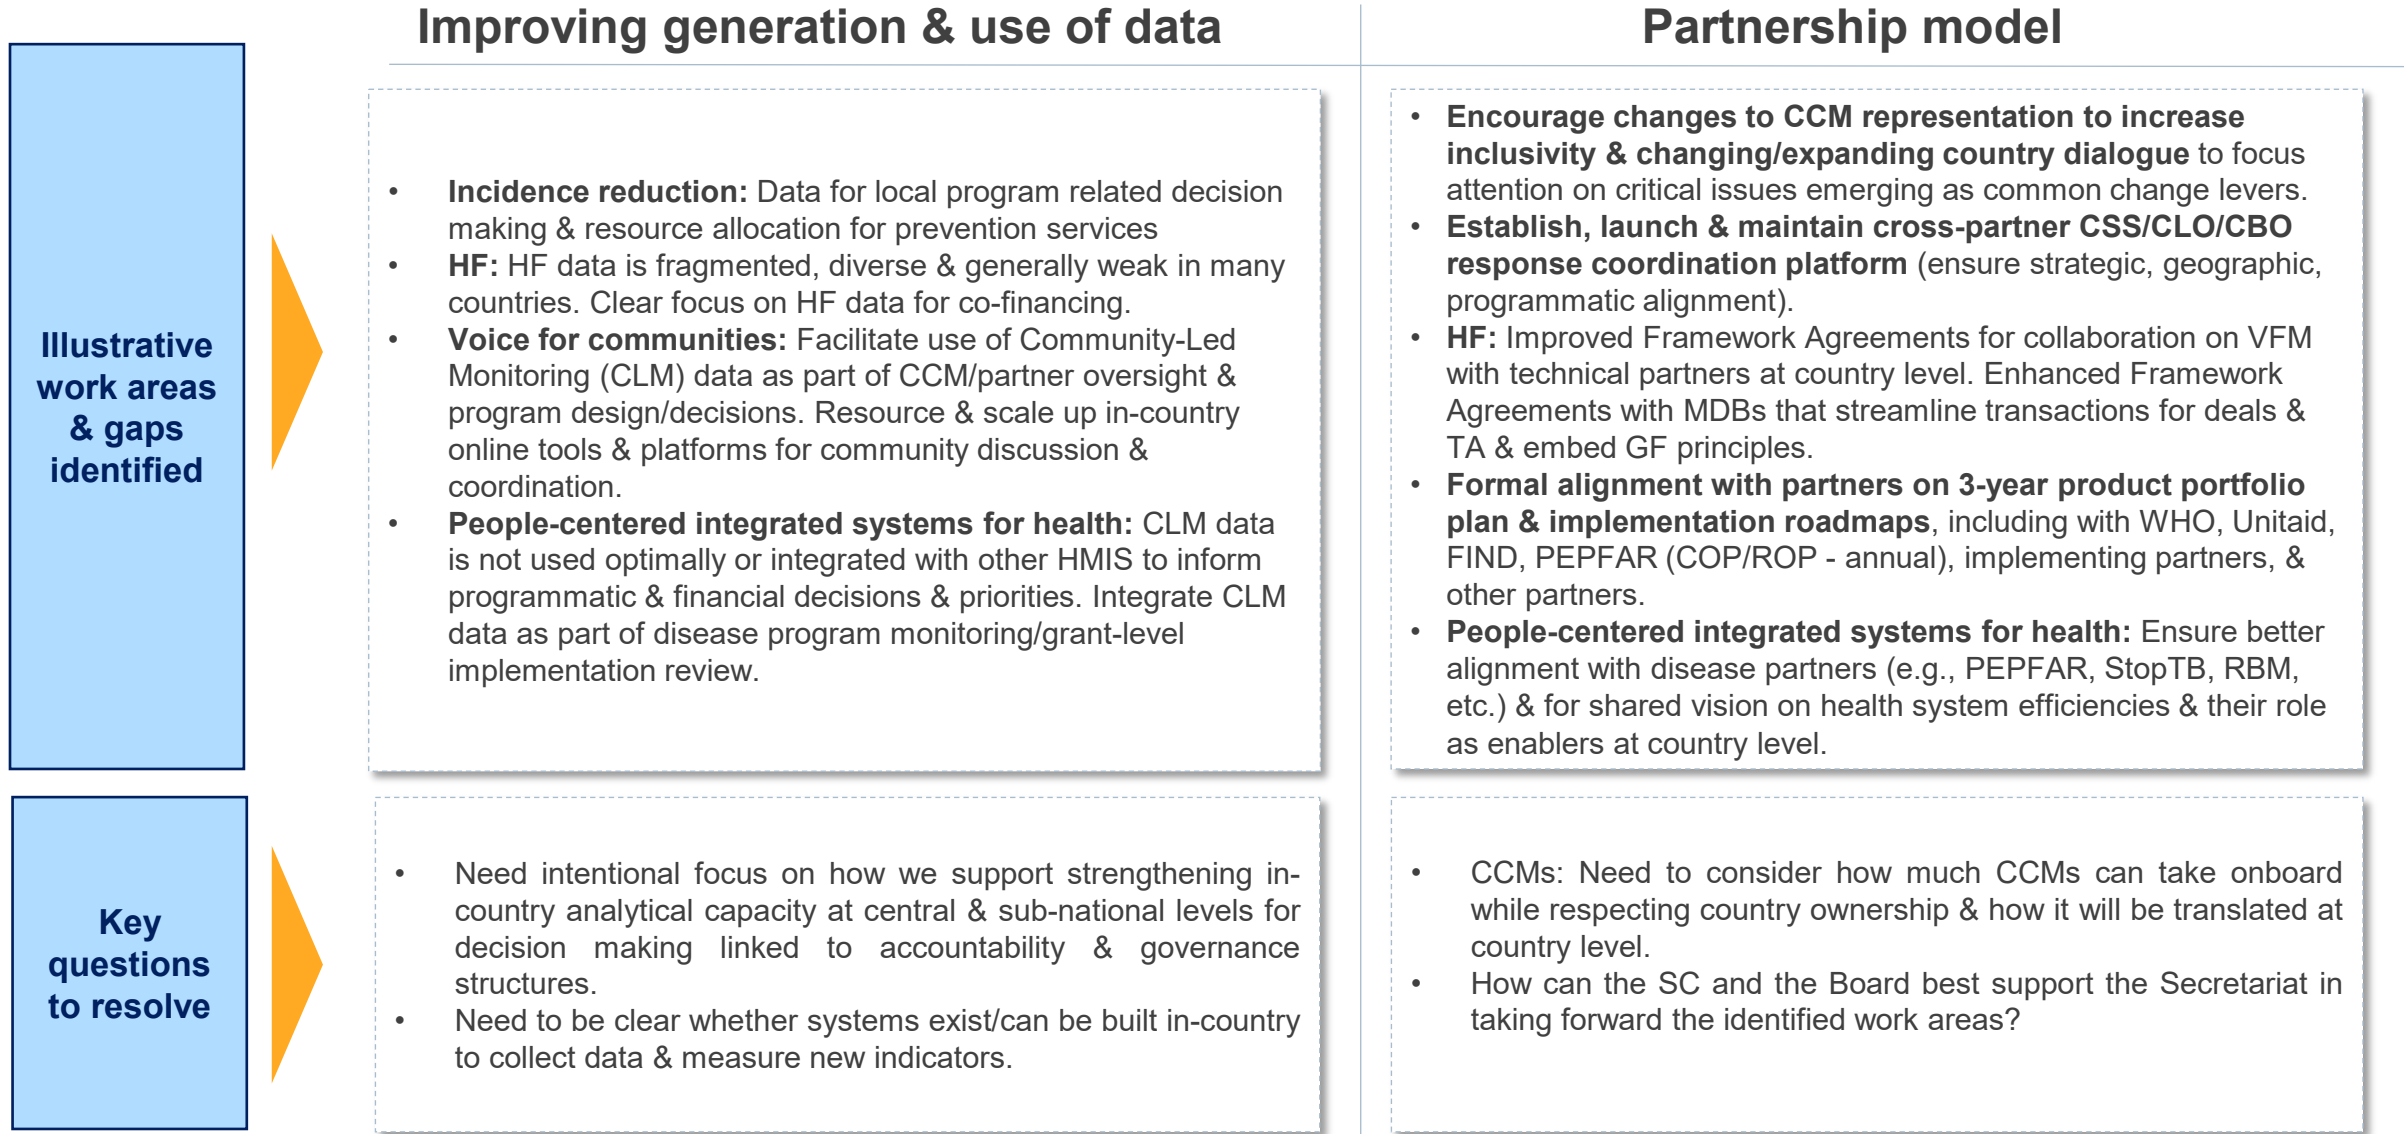 Improving generation & use of data
Partnership model
Illustrative
work areas
& gaps
identified
• Incidence reduction: Data for local program related decision
making & resource allocation for prevention services
• HF: HF data is fragmented, diverse & generally weak in many
countries. Clear focus on HF data for co-financing.
• Voice for communities: Facilitate use of Community-Led
Monitoring (CLM) data as part of CCM/partner oversight &
program design/decisions. Resource & scale up in-country
online tools & platforms for community discussion &
coordination.
• People-centered integrated systems for health: CLM data
is not used optimally or integrated with other HMIS to inform
programmatic & financial decisions & priorities. Integrate CLM
data as part of disease program monitoring/grant-level
implementation review.
• Encourage changes to CCM representation to increase
inclusivity & changing/expanding country dialogue to focus
attention on critical issues emerging as common change levers.
• Establish, launch & maintain cross-partner CSS/CLO/CBO
response coordination platform (ensure strategic, geographic,
programmatic alignment).
• HF: Improved Framework Agreements for collaboration on VFM
with technical partners at country level. Enhanced Framework
Agreements with MDBs that streamline transactions for deals &
TA & embed GF principles.
• Formal alignment with partners on 3-year product portfolio
plan & implementation roadmaps, including with WHO, Unitaid,
FIND, PEPFAR (COP/ROP - annual), implementing partners, &
other partners.
• People-centered integrated systems for health: Ensure better
alignment with disease partners (e.g., PEPFAR, StopTB, RBM,
etc.) & for shared vision on health system efficiencies & their role
as enablers at country level.
Key
questions
to resolve
• Need intentional focus on how we support strengthening in-
country analytical capacity at central & sub-national levels for
decision making linked to accountability & governance
structures.
• Need to be clear whether systems exist/can be built in-country
to collect data & measure new indicators.
• CCMs: Need to consider how much CCMs can take onboard
while respecting country ownership & how it will be translated at
country level.
• How can the SC and the Board best support the Secretariat in
taking forward the identified work areas?